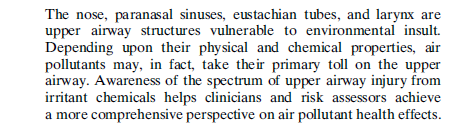 The nose, paranasal sinuses, eustachian tubes, and larynx are
upper airway structures vulnerable to environmental insult.
Depending upon their physical and chemical properties, air
pollutants may, in fact, take their primary toll on the upper
airway. Awareness of the spectrum of upper airway injury from
irritant chemicals helps clinicians and risk assessors achieve
a more comprehensive perspective on air pollutant health effects.